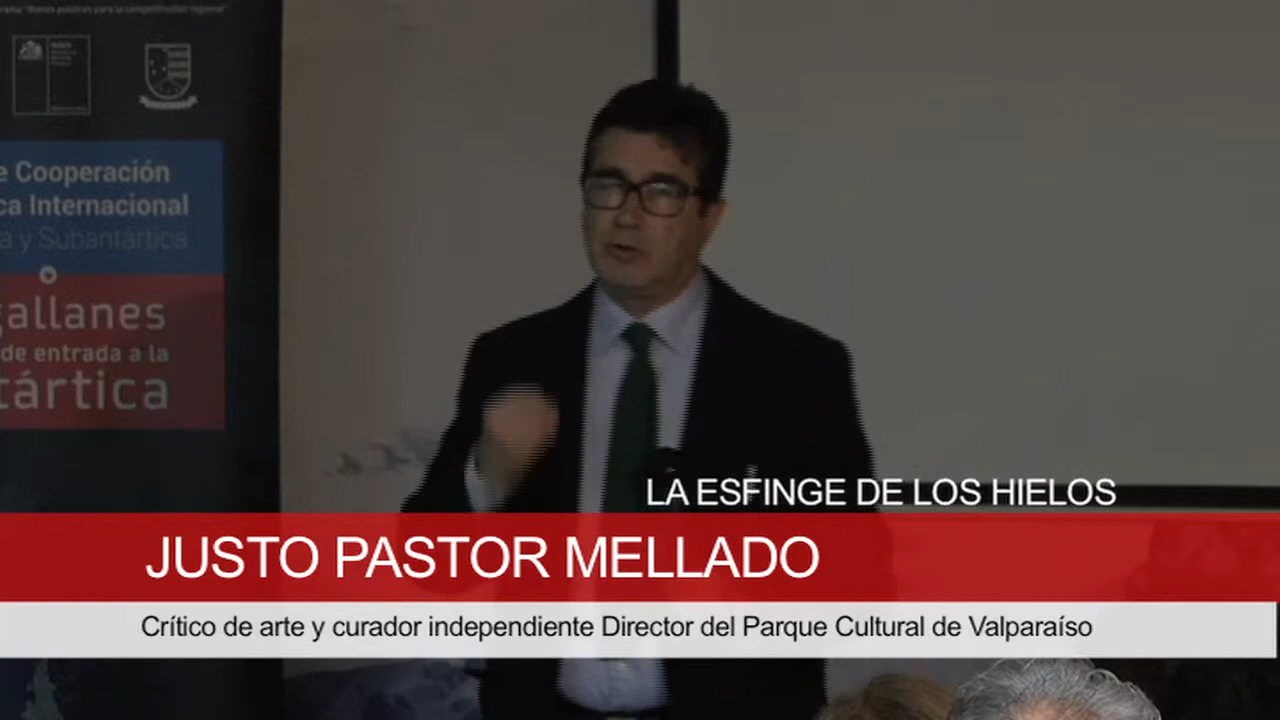 e Cooperación
ca Internacional
a y Subantártica
gallanes
de entrada a la
tártica
LA ESFINGE DE LOS HIELOS
JUSTO PASTOR MELLADO
Crítico de arte y curador independiente Director del Parque Cultural de Valparaíso